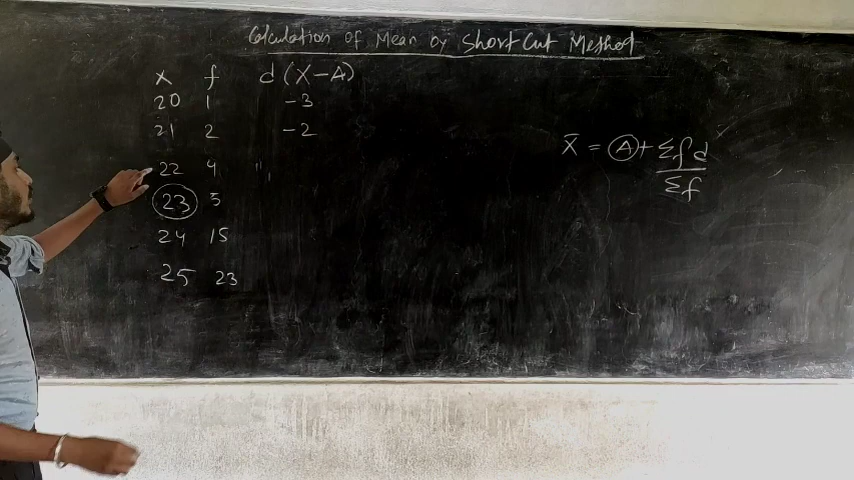 Calculation of Mean by Short Cut Method
X f d (X-A)
20 1 -3
21 2 -2
22 4
23 5
24 15
25 23
X̄ = A + Σfd
Σf